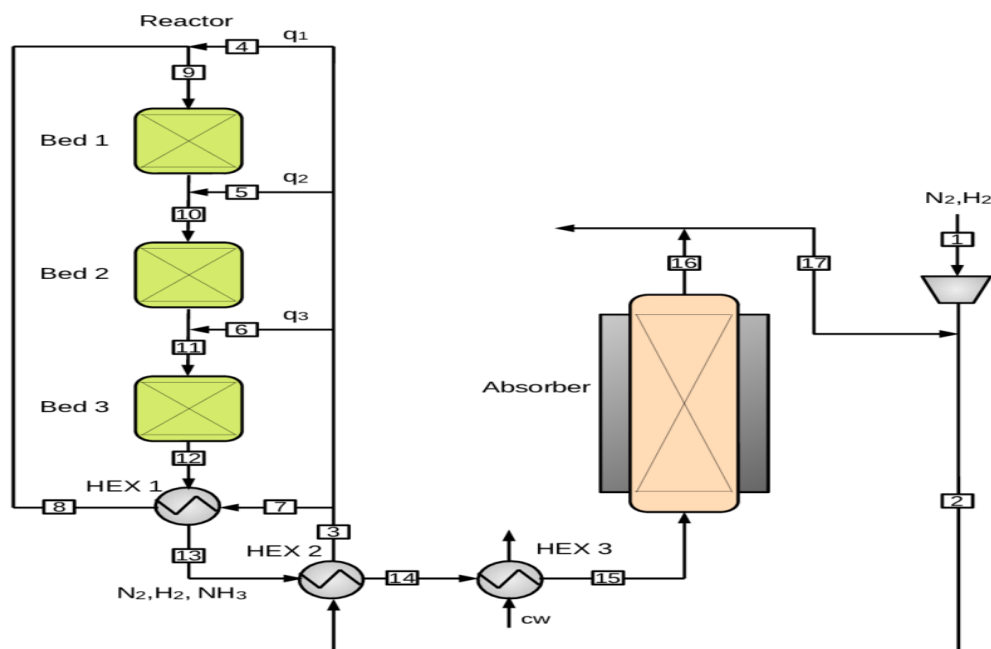 Reactor
4
q₁
9
Bed 1
5
q₂
10
Bed 2
6
q₃
11
Bed 3
12
HEX 1
8
7
3
13
HEX 2
N₂,H₂, NH₃
14
HEX 3
15
cw
Absorber
16
17
N₂,H₂
1
2